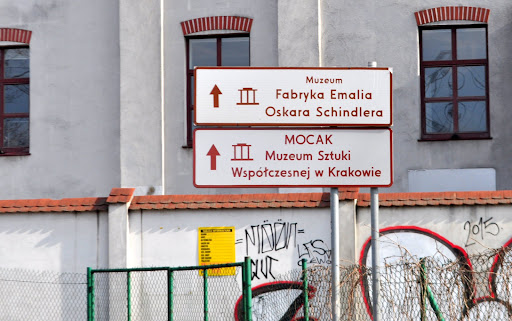 Muzeum
Fabryka Emalia
Oskara Schindlera
MOCAK
Muzeum Sztuki
Współczesnej w Krakowie
2015